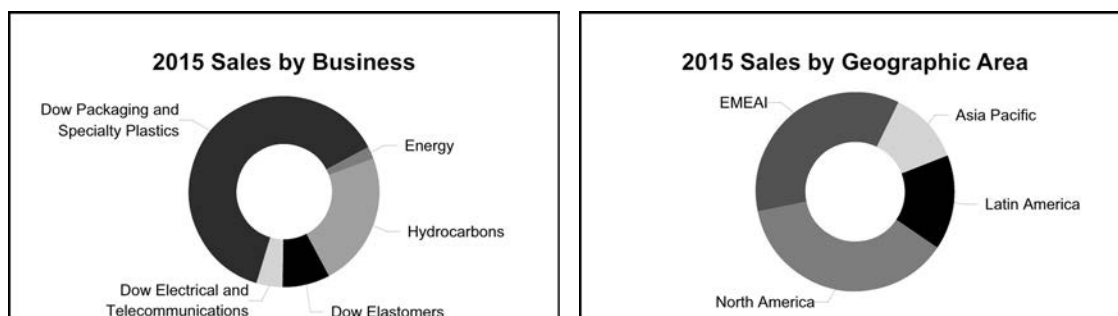 2015 Sales by Business
Dow Packaging and
Specialty Plastics
Energy
Hydrocarbons
Dow Electrical and
Telecommunications
Dow Elastomers
2015 Sales by Geographic Area
EMEAI
Asia Pacific
Latin America
North America